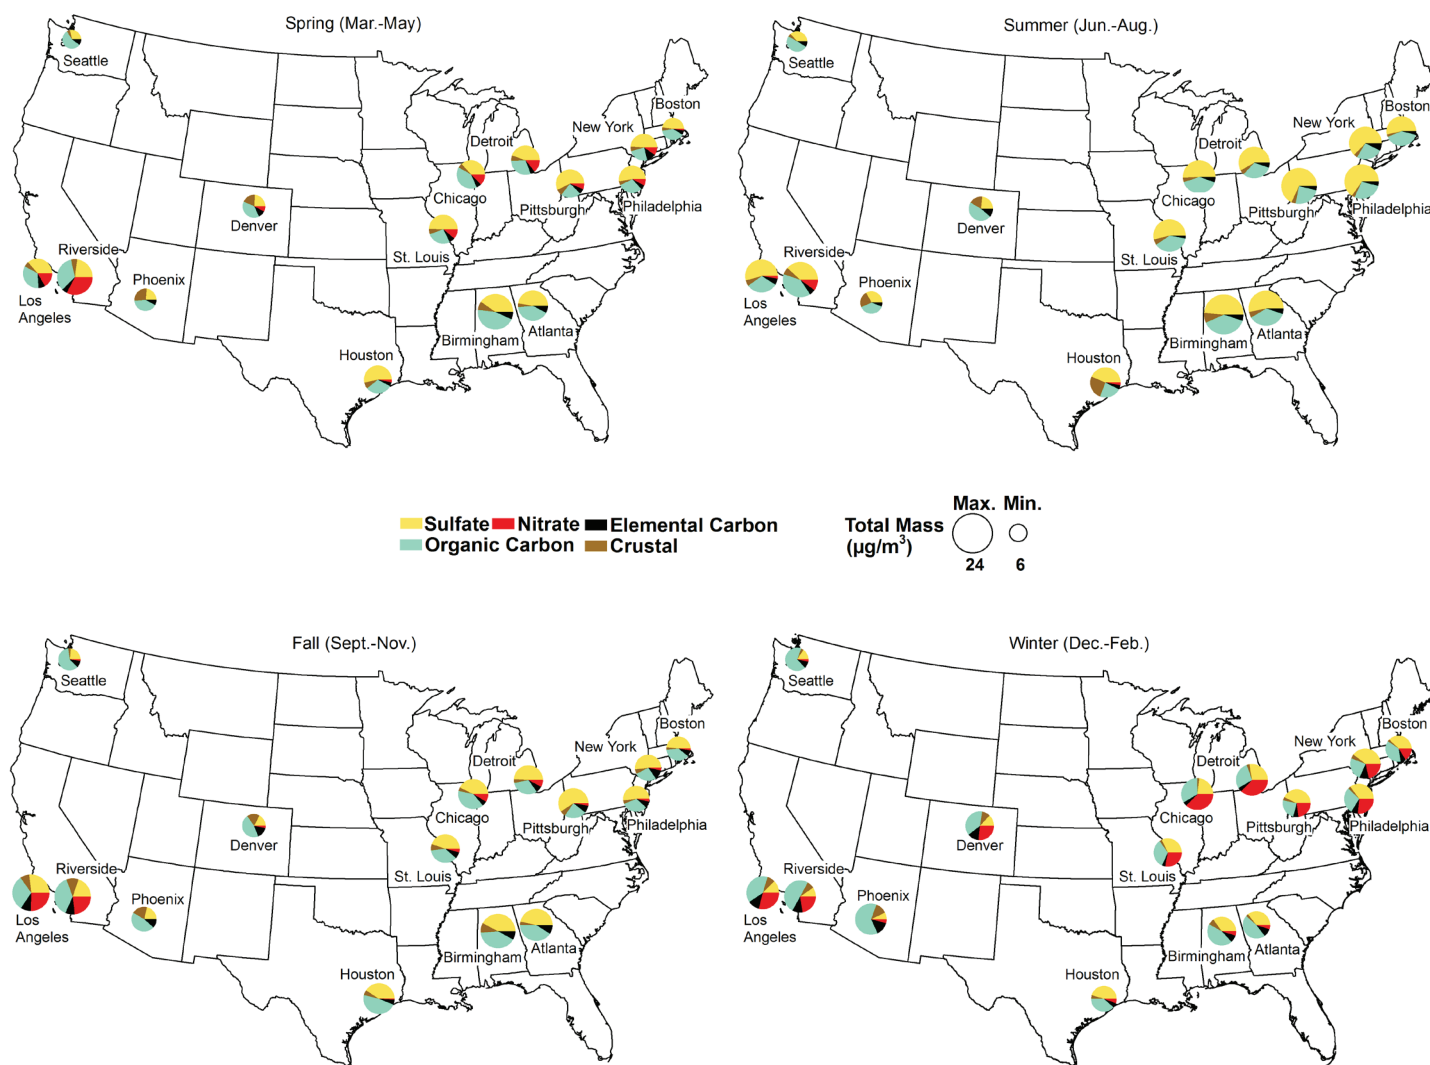 Spring (Mar.-May)
Seattle
Boston
New York
Detroit
Chicago
Pittsburgh
Philadelphia
Denver
St. Louis
Riverside
Los
Angeles
Phoenix
Birmingham
Atlanta
Houston
Summer (Jun.-Aug.)
Seattle
Boston
New York
Detroit
Chicago
Pittsburgh
Philadelphia
Denver
St. Louis
Riverside
Los
Angeles
Phoenix
Birmingham
Atlanta
Houston
Sulfate
Nitrate
Elemental Carbon
Organic Carbon
Crustal
Total Mass
(µg/m³)
Max. Min.
24 6
Fall (Sept.-Nov.)
Seattle
Boston
New York
Detroit
Chicago
Pittsburgh
Philadelphia
Denver
St. Louis
Riverside
Los
Angeles
Phoenix
Birmingham
Atlanta
Houston
Winter (Dec.-Feb.)
Seattle
Boston
New York
Detroit
Chicago
Pittsburgh
Philadelphia
Denver
St. Louis
Riverside
Los
Angeles
Phoenix
Birmingham
Atlanta
Houston